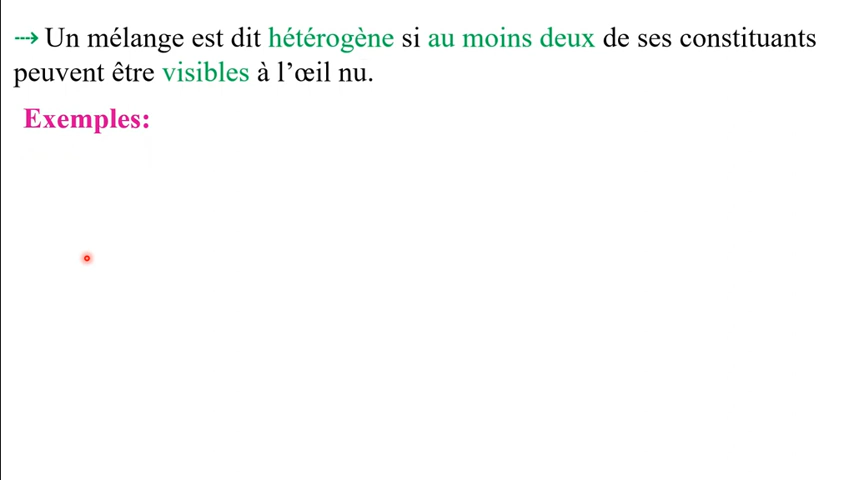 ⤏ Un mélange est dit hétérogène si au moins deux de ses constituants
peuvent être visibles à l’œil nu.
Exemples: